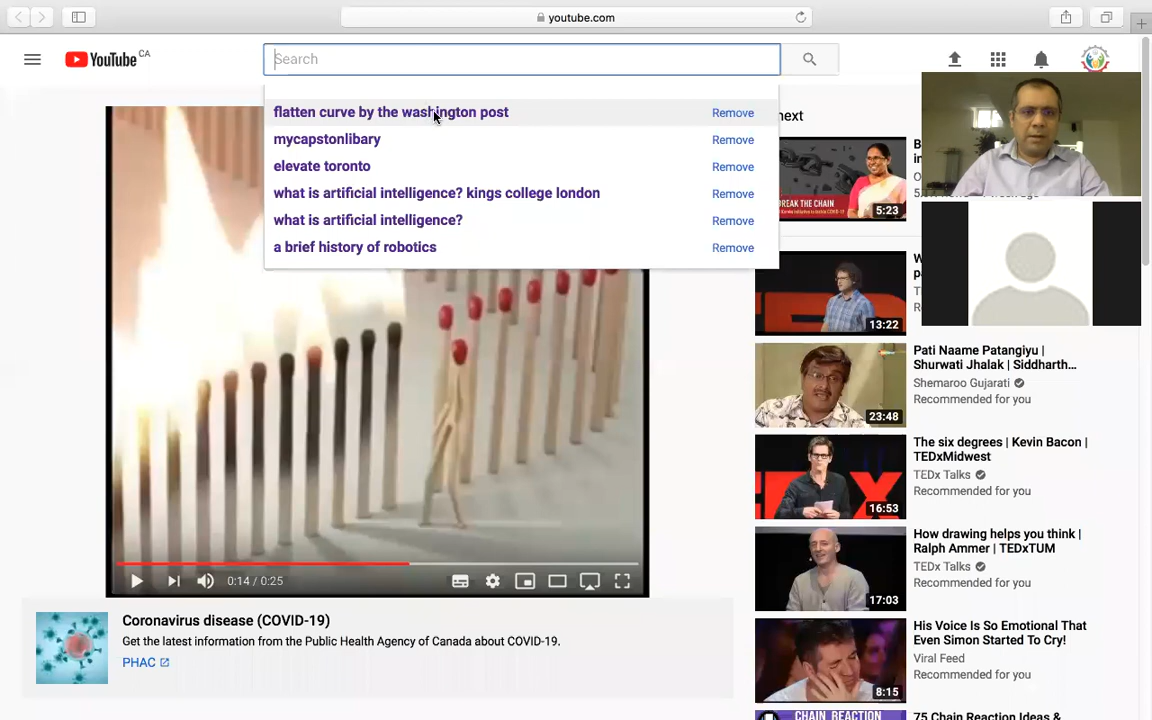 youtube.com
YouTube CA
Search
flatten curve by the washington post Remove
mycapstonlibary Remove
elevate toronto Remove
what is artificial intelligence? kings college london Remove
what is artificial intelligence? Remove
a brief history of robotics Remove
next
BREAK THE CHAIN
5:23
13:22
Pati Naame Patangiyu |
Shurwati Jhalak | Siddharth...
Shemaroo Gujarati
Recommended for you
23:48
The six degrees | Kevin Bacon |
TEDxMidwest
TEDx Talks
Recommended for you
16:53
How drawing helps you think |
Ralph Ammer | TEDxTUM
TEDx Talks
Recommended for you
17:03
His Voice Is So Emotional That
Even Simon Started To Cry!
Viral Feed
Recommended for you
8:15
75 Chain Reaction Ideas &
CHAIN REACTION
0:14 / 0:25
Coronavirus disease (COVID-19)
Get the latest information from the Public Health Agency of Canada about COVID-19.
PHAC